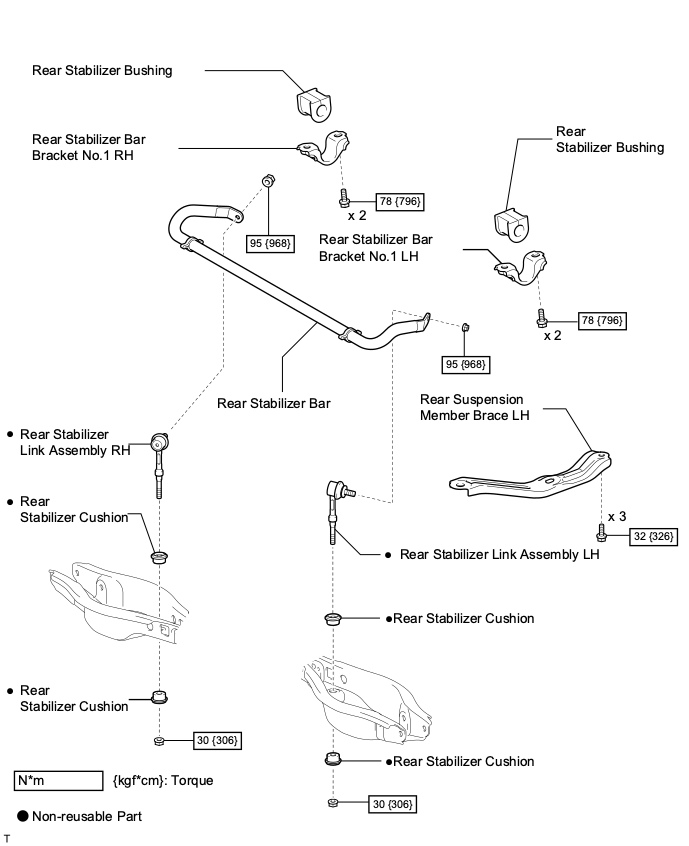 Rear Stabilizer Bushing
Rear Stabilizer Bar
Bracket No.1 RH
Rear
Stabilizer Bushing
78 {796}
x 2
95 {968}
Rear Stabilizer Bar
Bracket No.1 LH
78 {796}
x 2
95 {968}
Rear Stabilizer Bar
Rear Suspension
Member Brace LH
● Rear Stabilizer
Link Assembly RH
● Rear
Stabilizer Cushion
x 3
32 {326}
● Rear Stabilizer Link Assembly LH
●Rear Stabilizer Cushion
● Rear
Stabilizer Cushion
30 {306}
●Rear Stabilizer Cushion
N*m {kgf*cm}: Torque
30 {306}
● Non-reusable Part
T